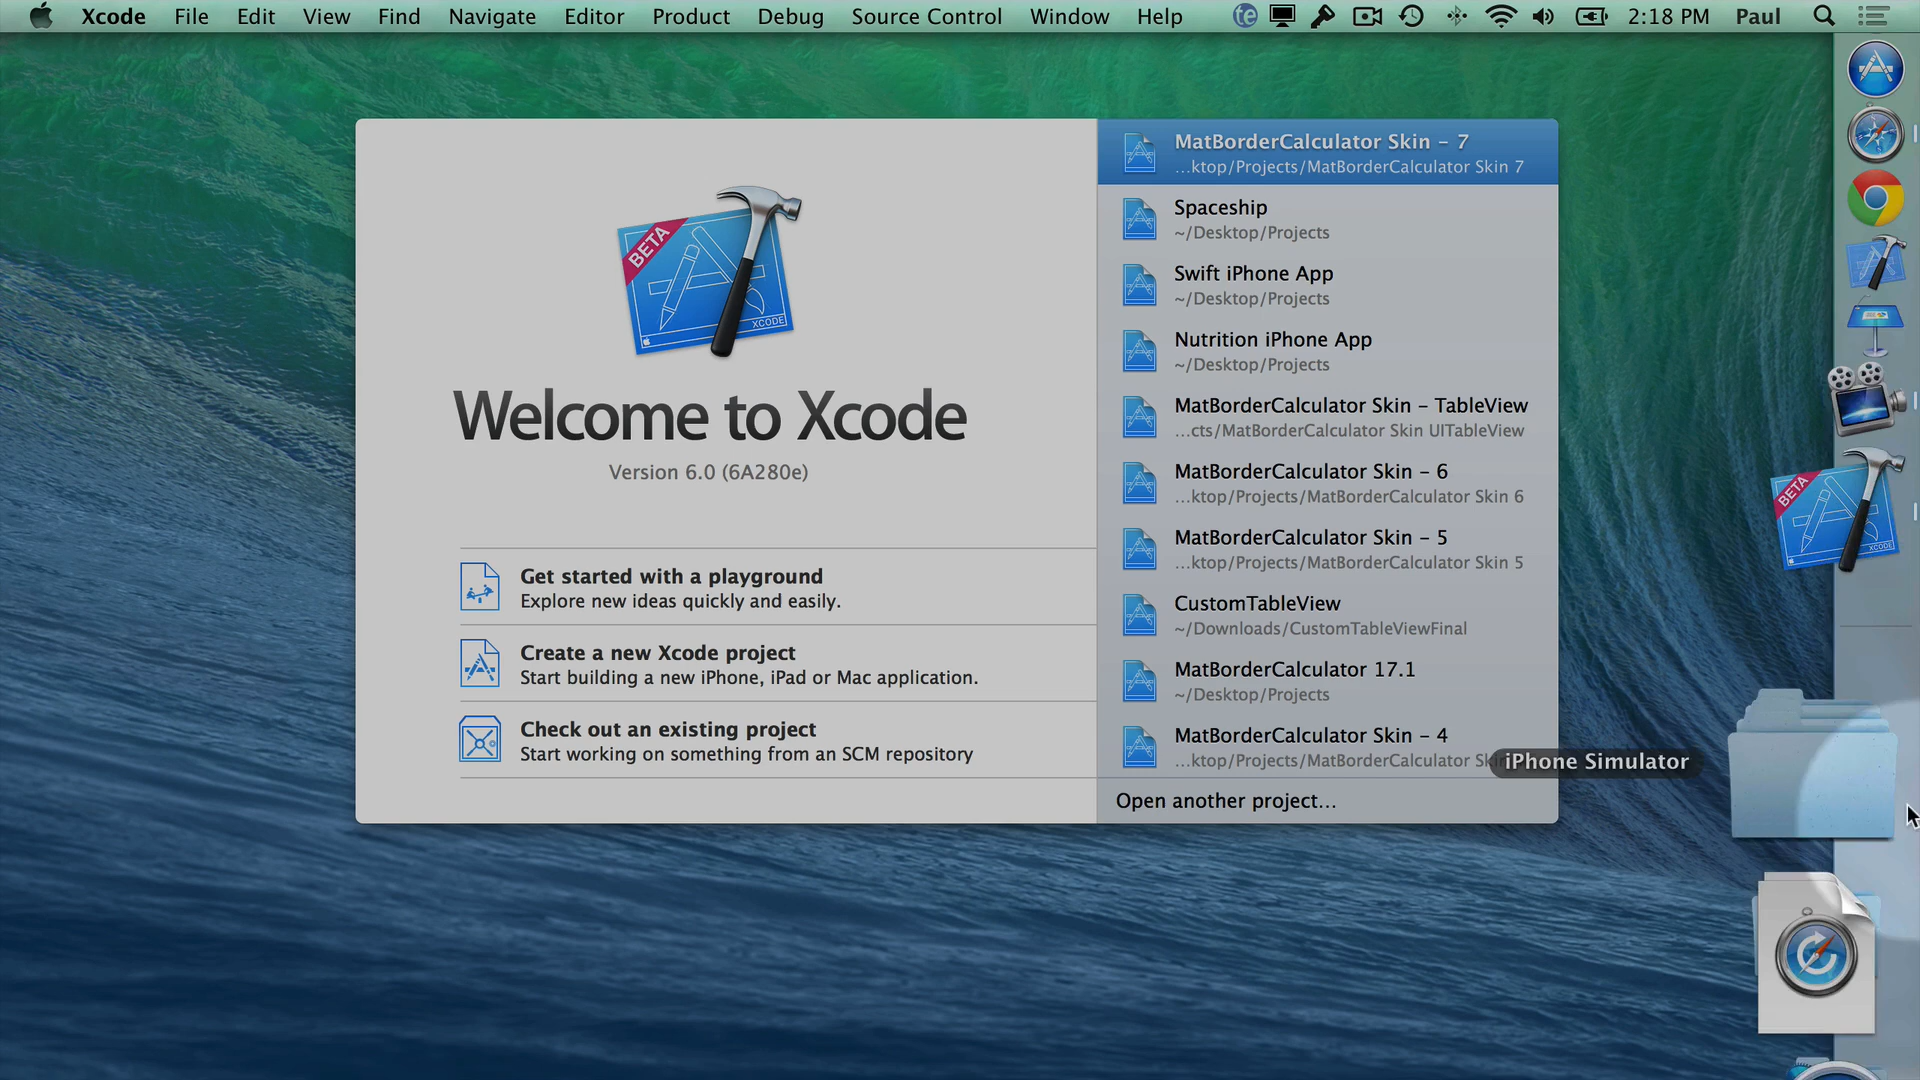 Xcode File Edit View Find Navigate Editor Product Debug Source Control Window Help te 2:18 PM Paul
BETA
XCODE
Welcome to Xcode
Version 6.0 (6A280e)
Get started with a playground
Explore new ideas quickly and easily.
Create a new Xcode project
Start building a new iPhone, iPad or Mac application.
Check out an existing project
Start working on something from an SCM repository
MatBorderCalculator Skin – 7
...ktop/Projects/MatBorderCalculator Skin 7
Spaceship
~/Desktop/Projects
Swift iPhone App
~/Desktop/Projects
Nutrition iPhone App
~/Desktop/Projects
MatBorderCalculator Skin – TableView
...cts/MatBorderCalculator Skin UITableView
MatBorderCalculator Skin – 6
...ktop/Projects/MatBorderCalculator Skin 6
MatBorderCalculator Skin – 5
...ktop/Projects/MatBorderCalculator Skin 5
CustomTableView
~/Downloads/CustomTableViewFinal
MatBorderCalculator 17.1
~/Desktop/Projects
MatBorderCalculator Skin – 4
...ktop/Projects/MatBorderCalculator
Open another project...
BETA
XCODE
iPhone Simulator